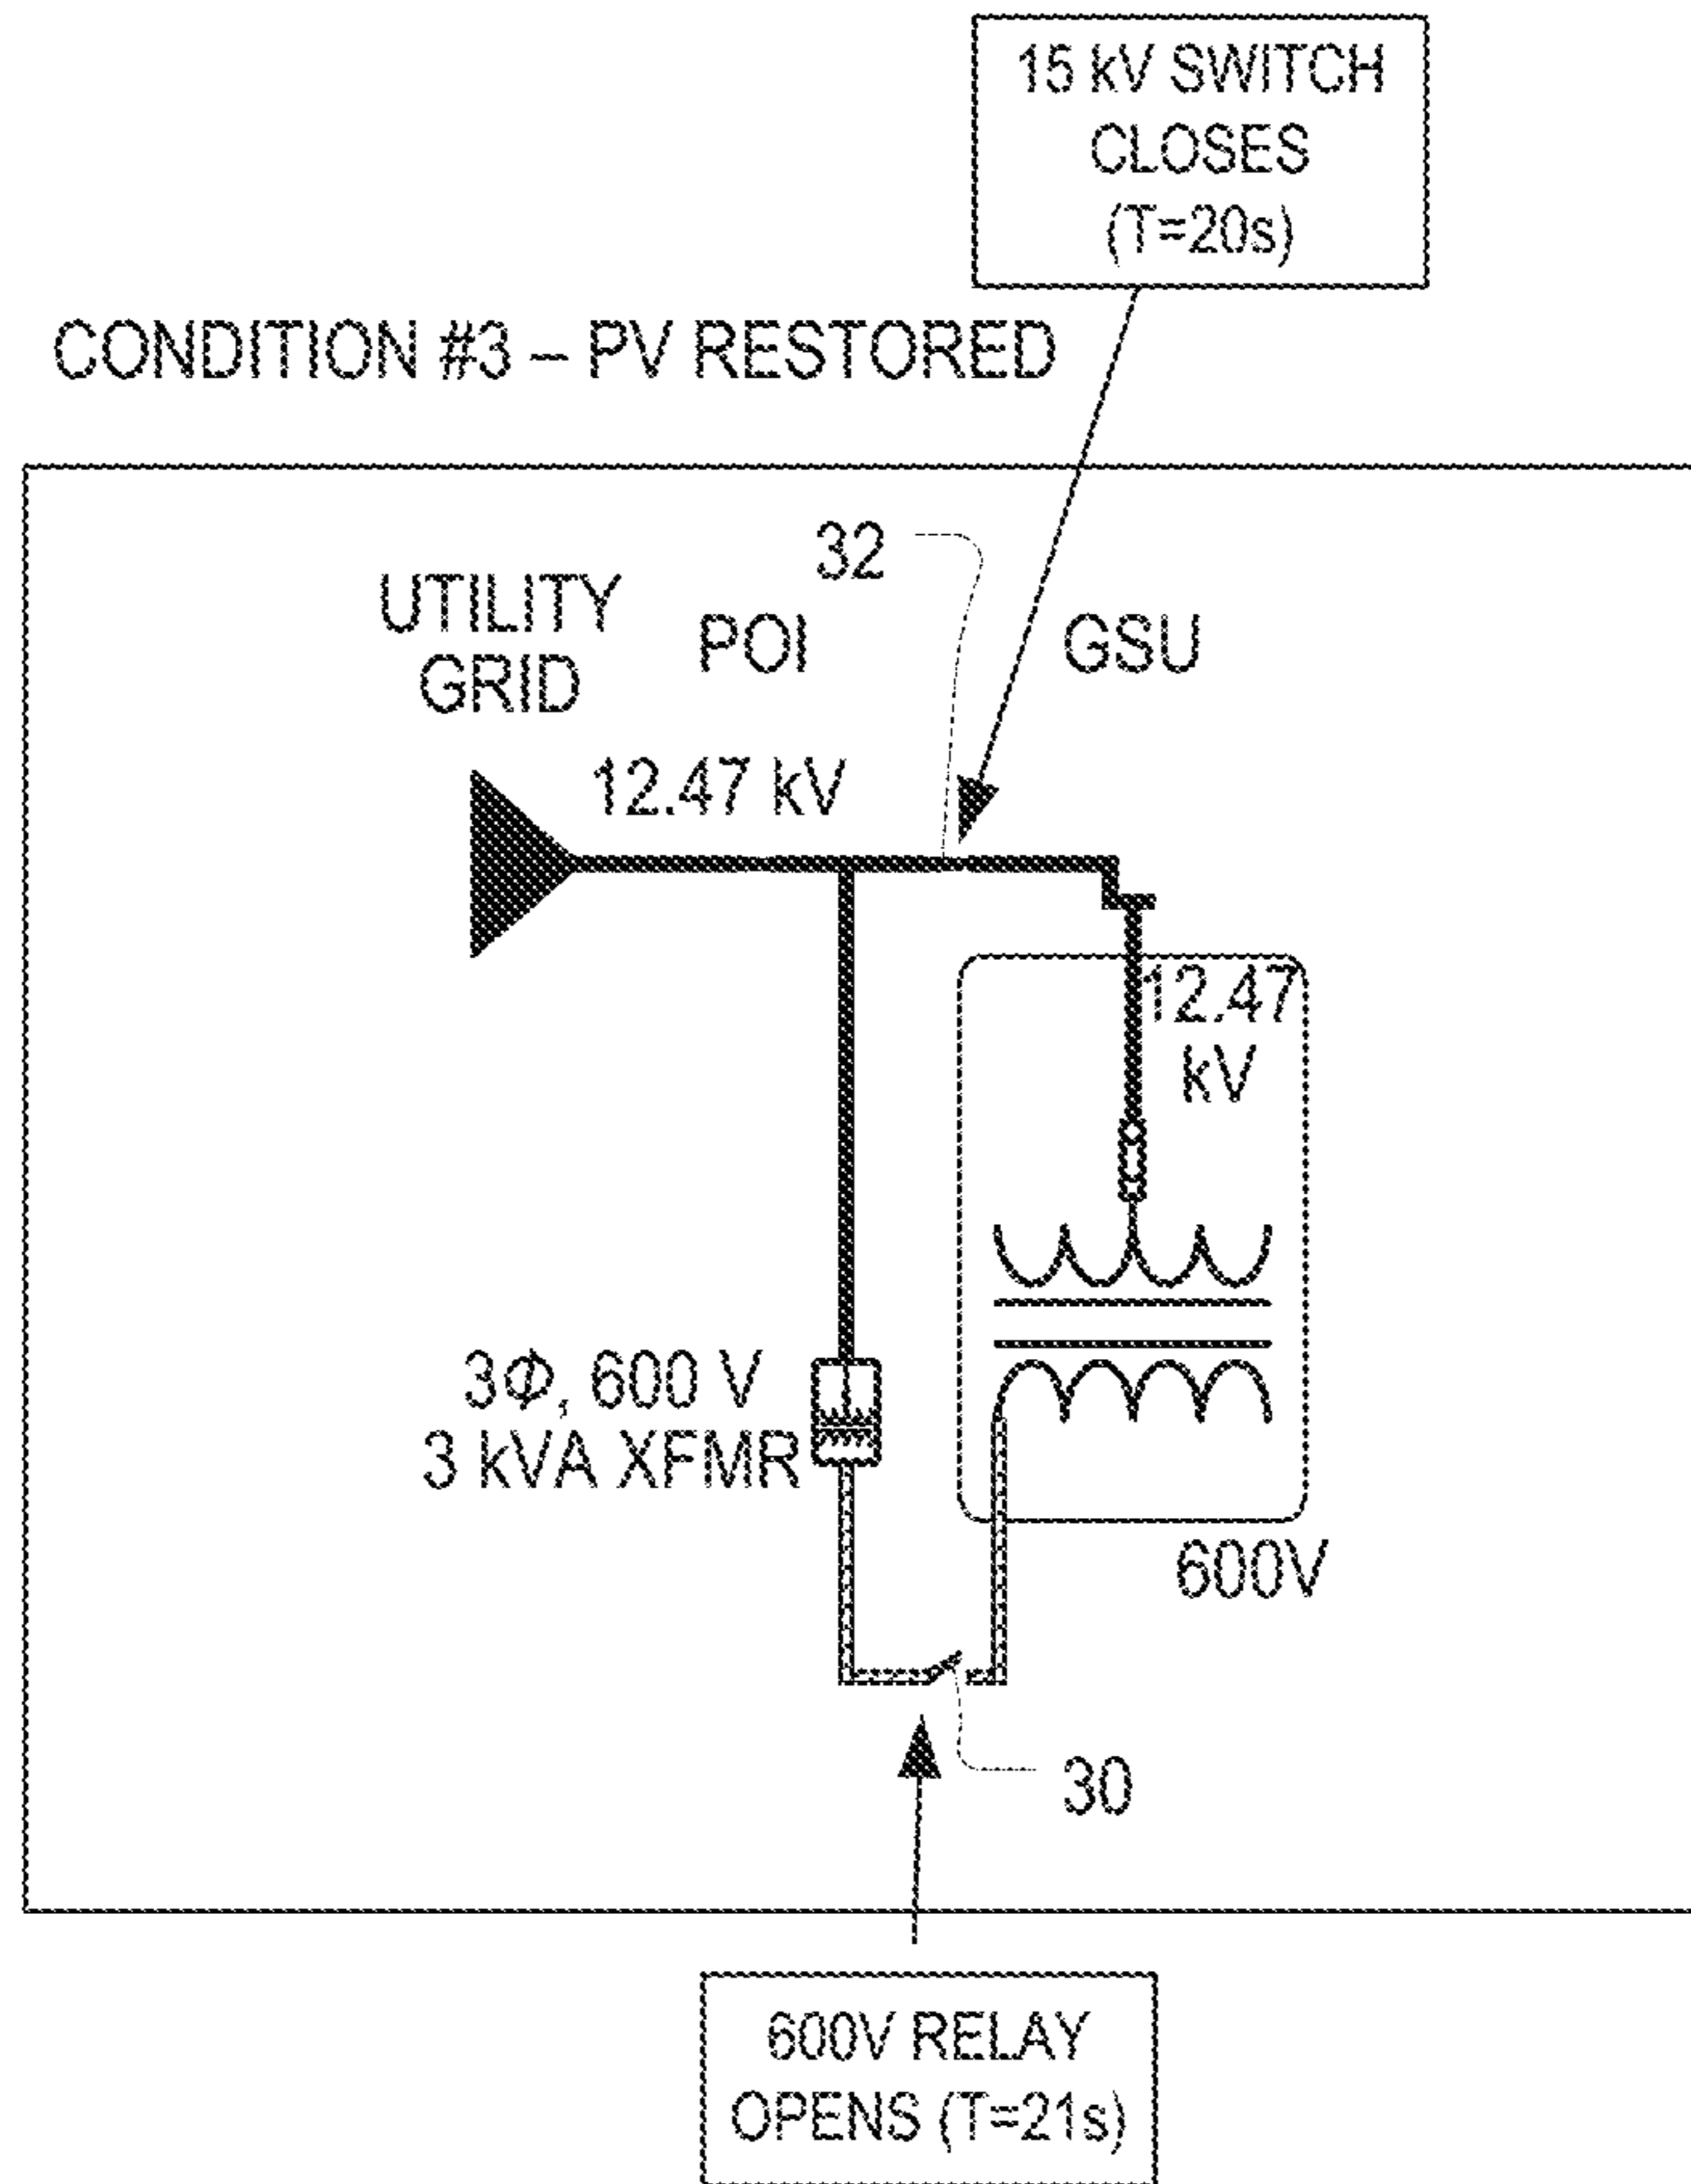 15 kV SWITCH
CLOSES
(T=20s)
CONDITION #3 – PV RESTORED
32
UTILITY
GRID
POI
GSU
12.47 kV
12.47
kV
3Φ, 600 V
3 kVA XFMR
600V
30
600V RELAY
OPENS (T=21s)